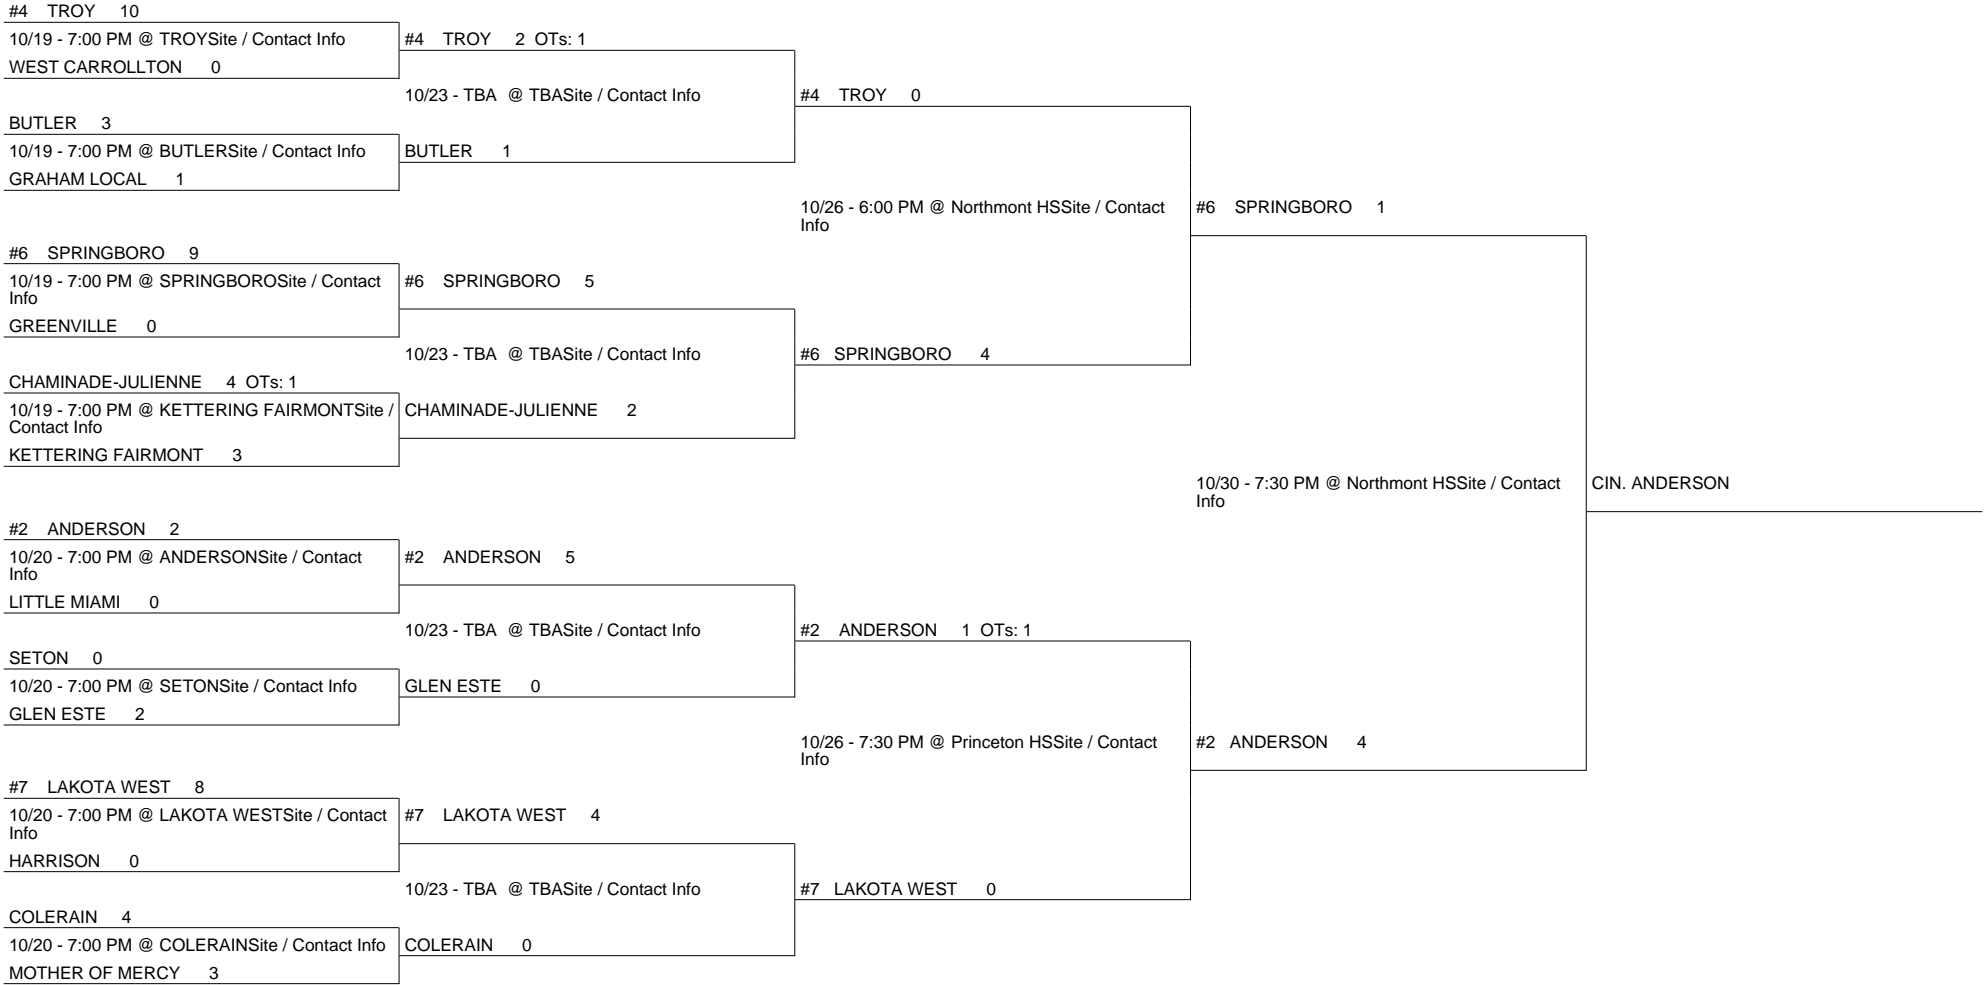 #4 TROY 10
10/19 - 7:00 PM @ TROYSite / Contact Info
WEST CARROLLTON 0
BUTLER 3
10/19 - 7:00 PM @ BUTLERSite / Contact Info
GRAHAM LOCAL 1
#6 SPRINGBORO 9
10/19 - 7:00 PM @ SPRINGBOROSite / Contact
Info
GREENVILLE 0
CHAMINADE-JULIENNE 4 OTs: 1
10/19 - 7:00 PM @ KETTERING FAIRMONTSite /
Contact Info
KETTERING FAIRMONT 3
#2 ANDERSON 2
10/20 - 7:00 PM @ ANDERSONSite / Contact
Info
LITTLE MIAMI 0
SETON 0
10/20 - 7:00 PM @ SETONSite / Contact Info
GLEN ESTE 2
#7 LAKOTA WEST 8
10/20 - 7:00 PM @ LAKOTA WESTSite / Contact
Info
HARRISON 0
COLERAIN 4
10/20 - 7:00 PM @ COLERAINSite / Contact Info
MOTHER OF MERCY 3
#4 TROY 2 OTs: 1
10/23 - TBA @ TBASite / Contact Info
BUTLER 1
#6 SPRINGBORO 5
10/23 - TBA @ TBASite / Contact Info
CHAMINADE-JULIENNE 2
#2 ANDERSON 5
10/23 - TBA @ TBASite / Contact Info
GLEN ESTE 0
#7 LAKOTA WEST 4
10/23 - TBA @ TBASite / Contact Info
COLERAIN 0
#4 TROY 0
10/26 - 6:00 PM @ Northmont HSSite / Contact
Info
#6 SPRINGBORO 4
#2 ANDERSON 1 OTs: 1
10/26 - 7:30 PM @ Princeton HSSite / Contact
Info
#7 LAKOTA WEST 0
#6 SPRINGBORO 1
10/30 - 7:30 PM @ Northmont HSSite / Contact
Info
#2 ANDERSON 4
CIN. ANDERSON